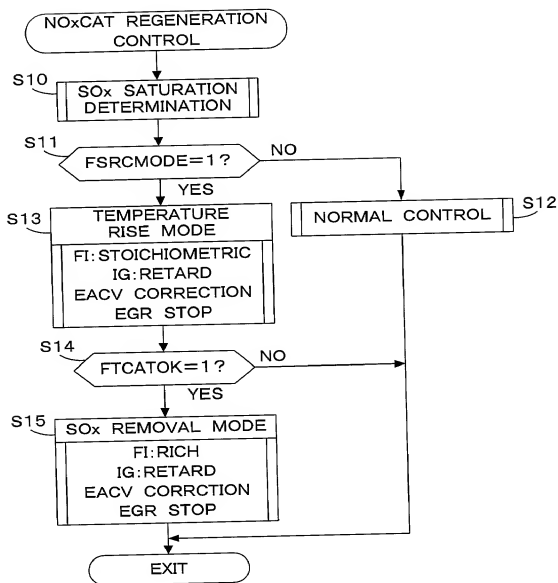 NOxCAT REGENERATION
CONTROL
S10
SOx SATURATION
DETERMINATION
S11
FSRCMODE=1?
NO
YES
S12
NORMAL CONTROL
S13
TEMPERATURE
RISE MODE
FI:STOICHIOMETRIC
IG:RETARD
EACV CORRECTION
EGR STOP
S14
FTCATOK=1?
NO
YES
S15
SOx REMOVAL MODE
FI:RICH
IG:RETARD
EACV CORRCTION
EGR STOP
EXIT